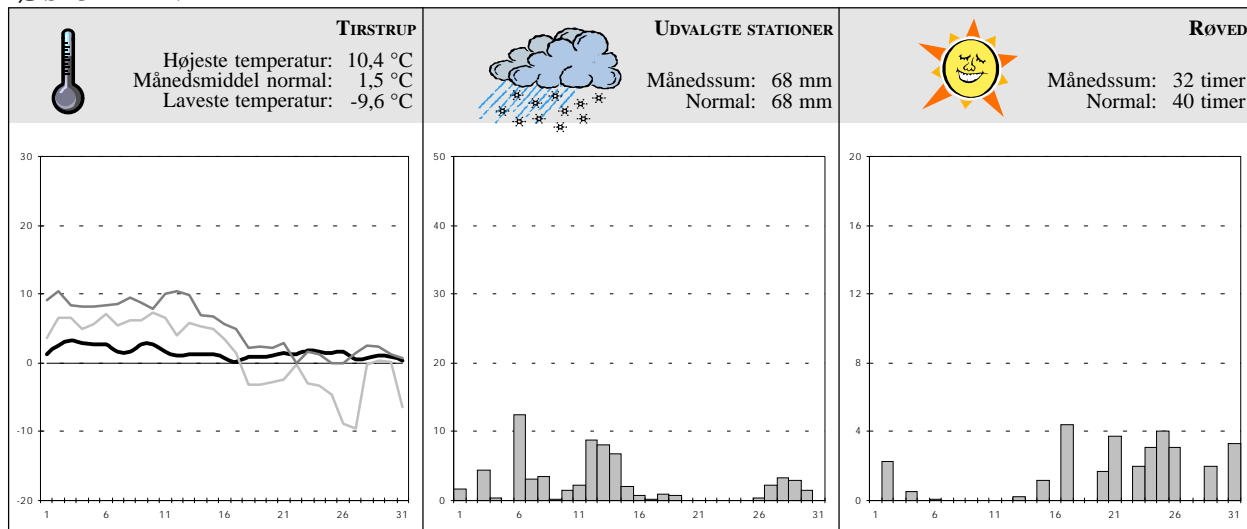 TIRSTRUP
Højeste temperatur: 10,4 °C
Månedsmiddel normal: 1,5 °C
Laveste temperatur: -9,6 °C
UDVALGTE STATIONER
Månedssum: 68 mm
Normal: 68 mm
RØVED
Månedssum: 32 timer
Normal: 40 timer
30
20
10
0
-10
-20
1 6 11 16 21 26 31
50
40
30
20
10
0
1 6 11 16 21 26 31
20
16
12
8
4
0
1 6 11 16 21 26 31